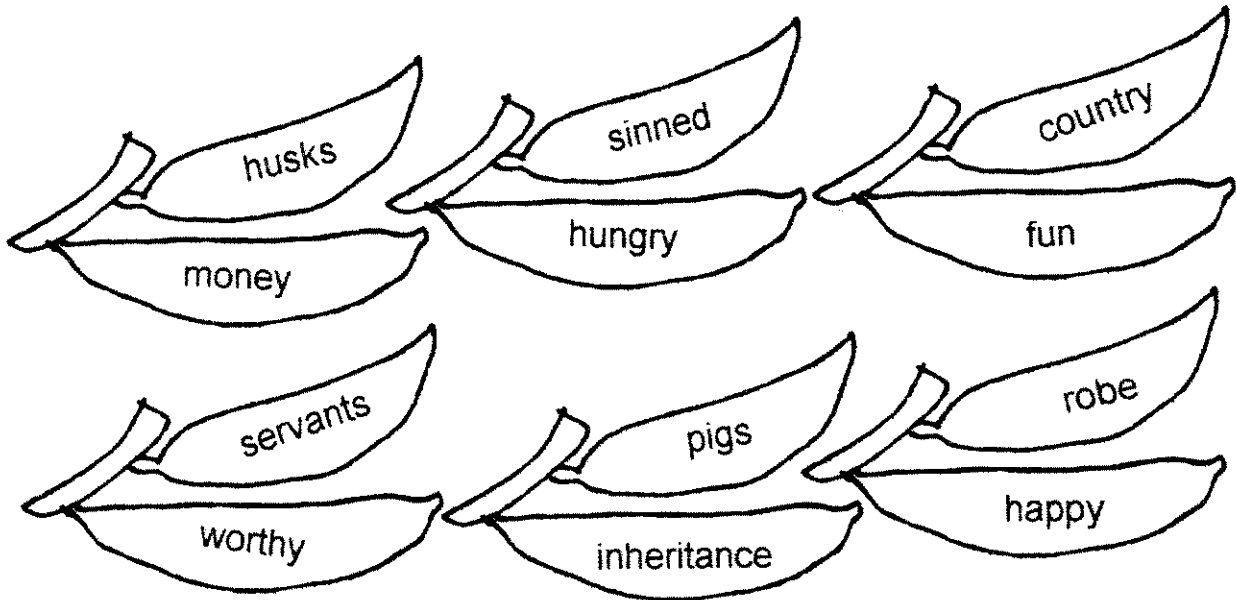 husks
money
sinned
hungry
country
fun
servants
worthy
pigs
inheritance
robe
happy